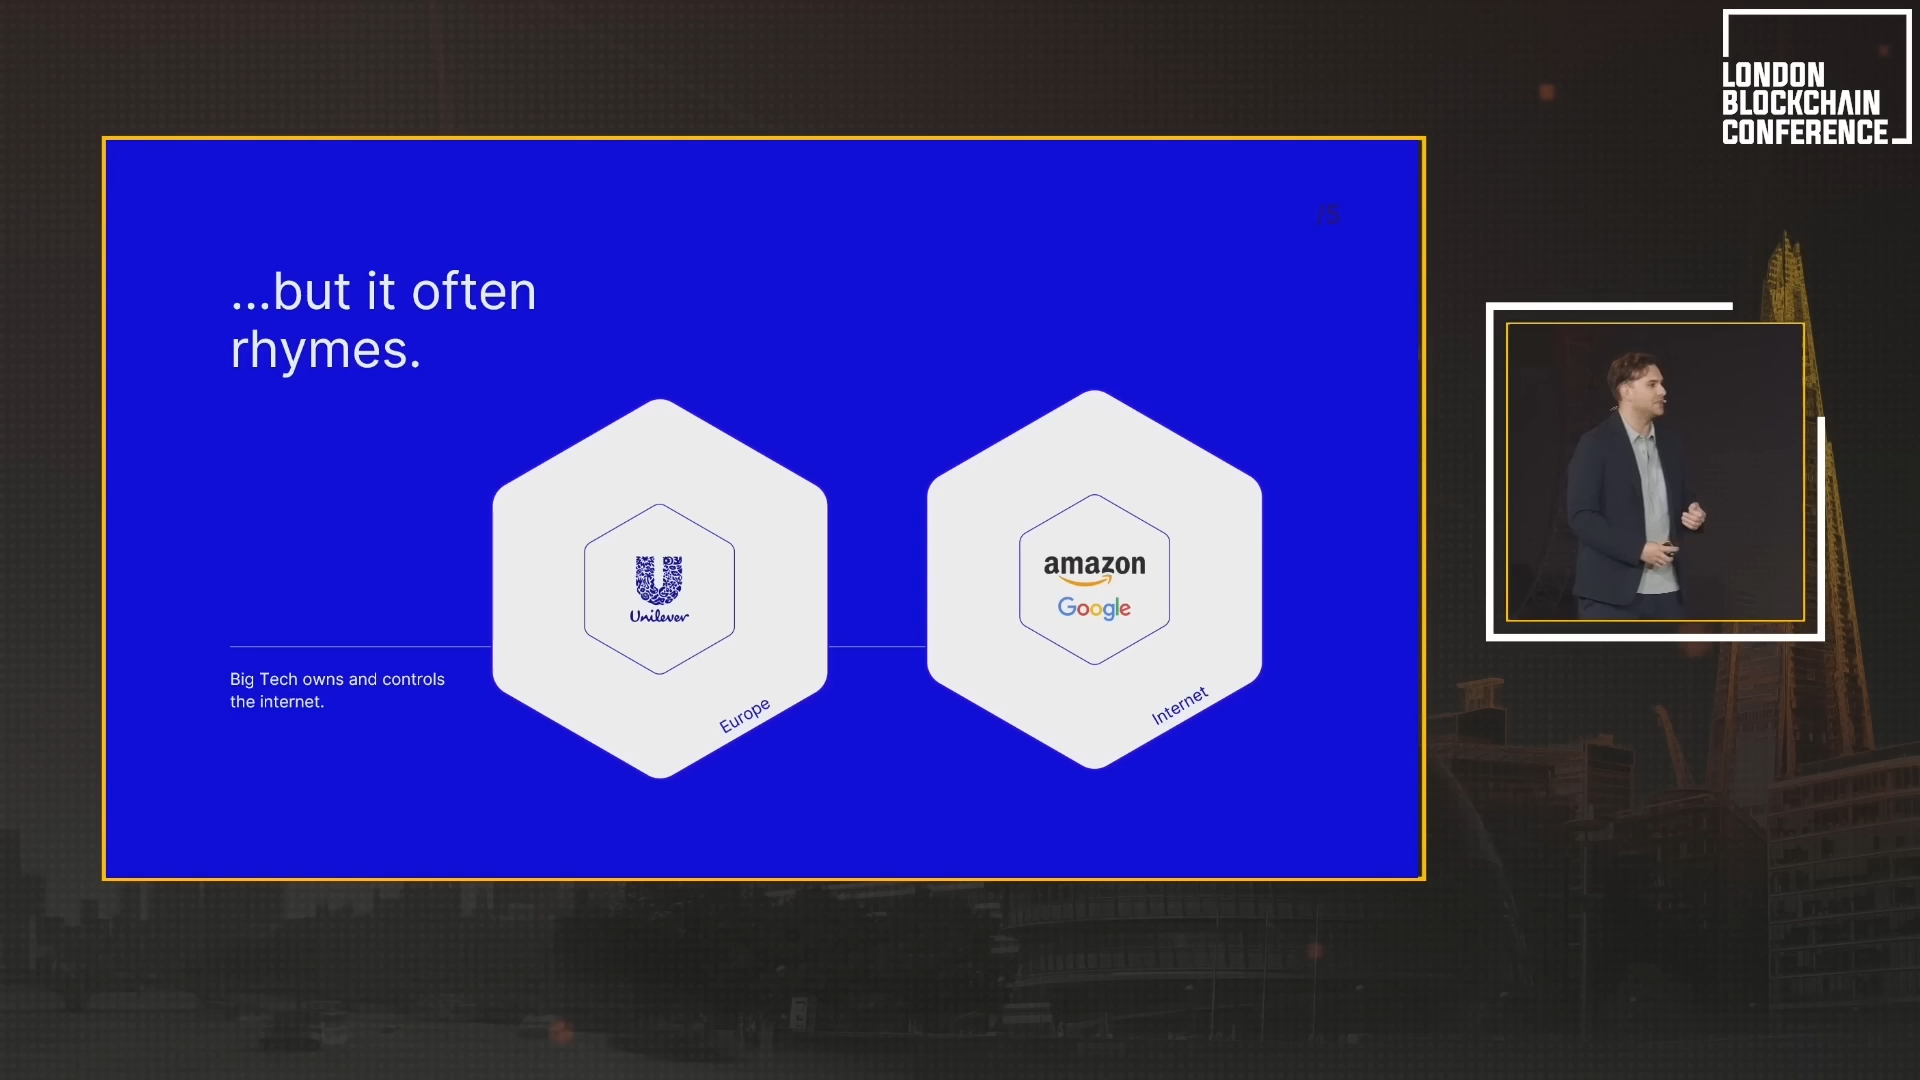 LONDON
BLOCKCHAIN
CONFERENCE
/5
...but it often
rhymes.
Unilever
amazon
Google
Big Tech owns and controls
the internet.
Europe
Internet